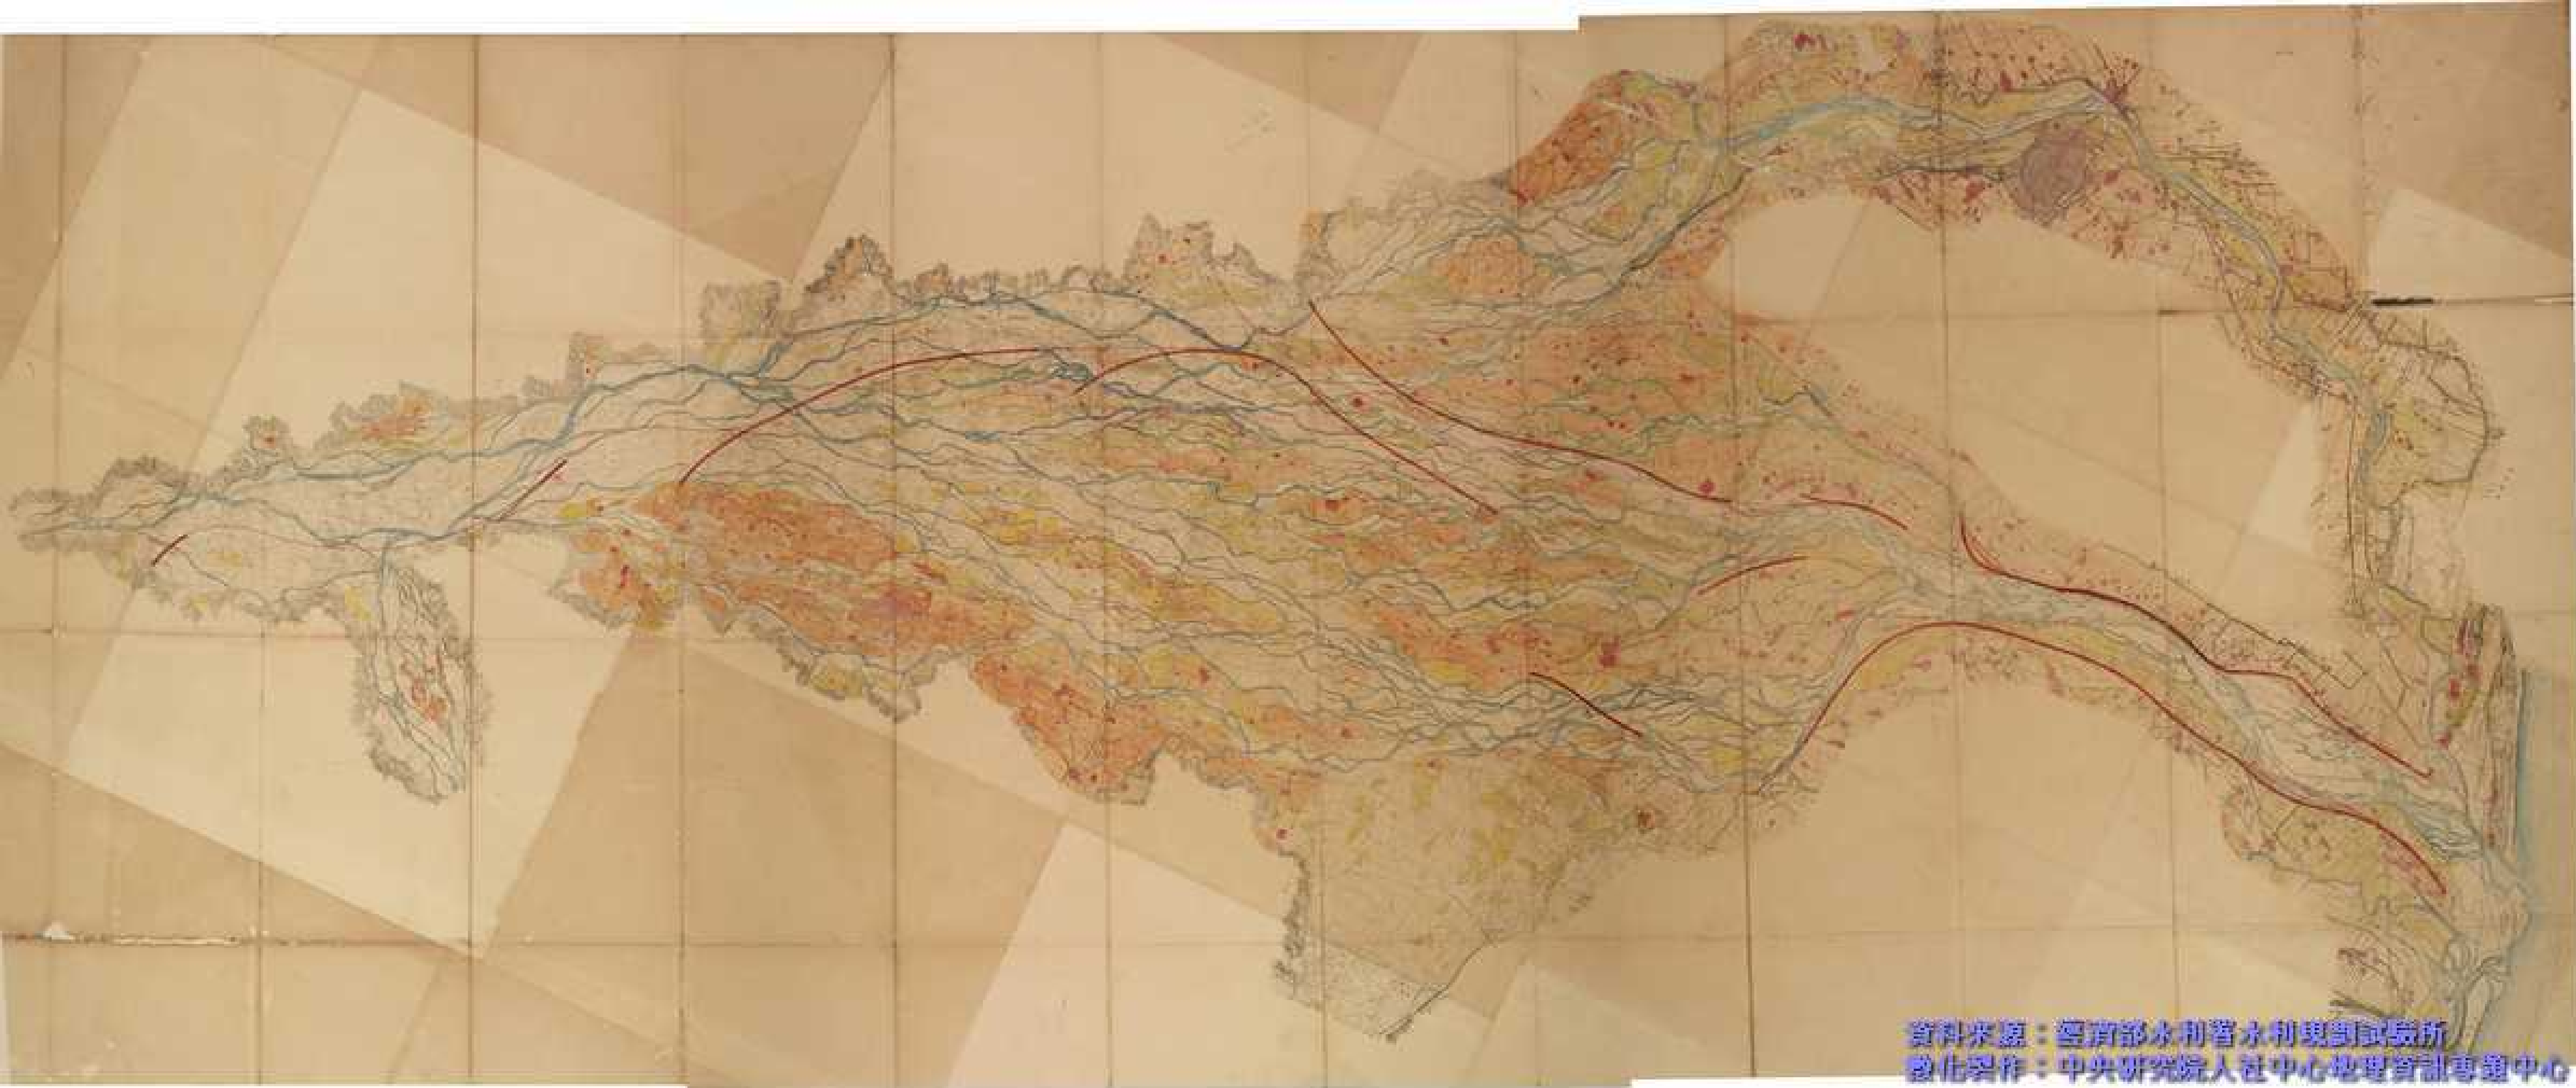 資料來源：經濟部水利署水利規劃試驗所
數化製作：中央研究院人社中心地理資訊專題中心